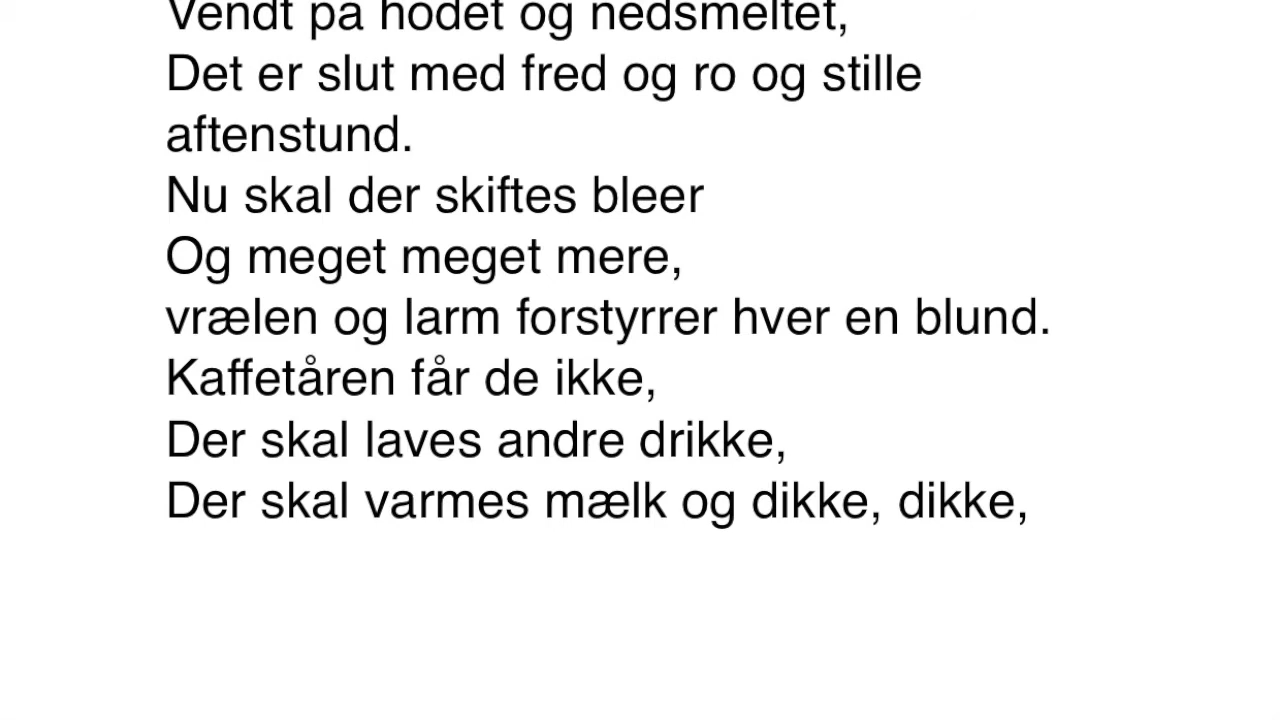 Vendt på hodet og nedsmeltet,
Det er slut med fred og ro og stille
aftenstund.
Nu skal der skiftes bleer
Og meget meget mere,
vrælen og larm forstyrrer hver en blund.
Kaffetåren får de ikke,
Der skal laves andre drikke,
Der skal varmes mælk og dikke, dikke,